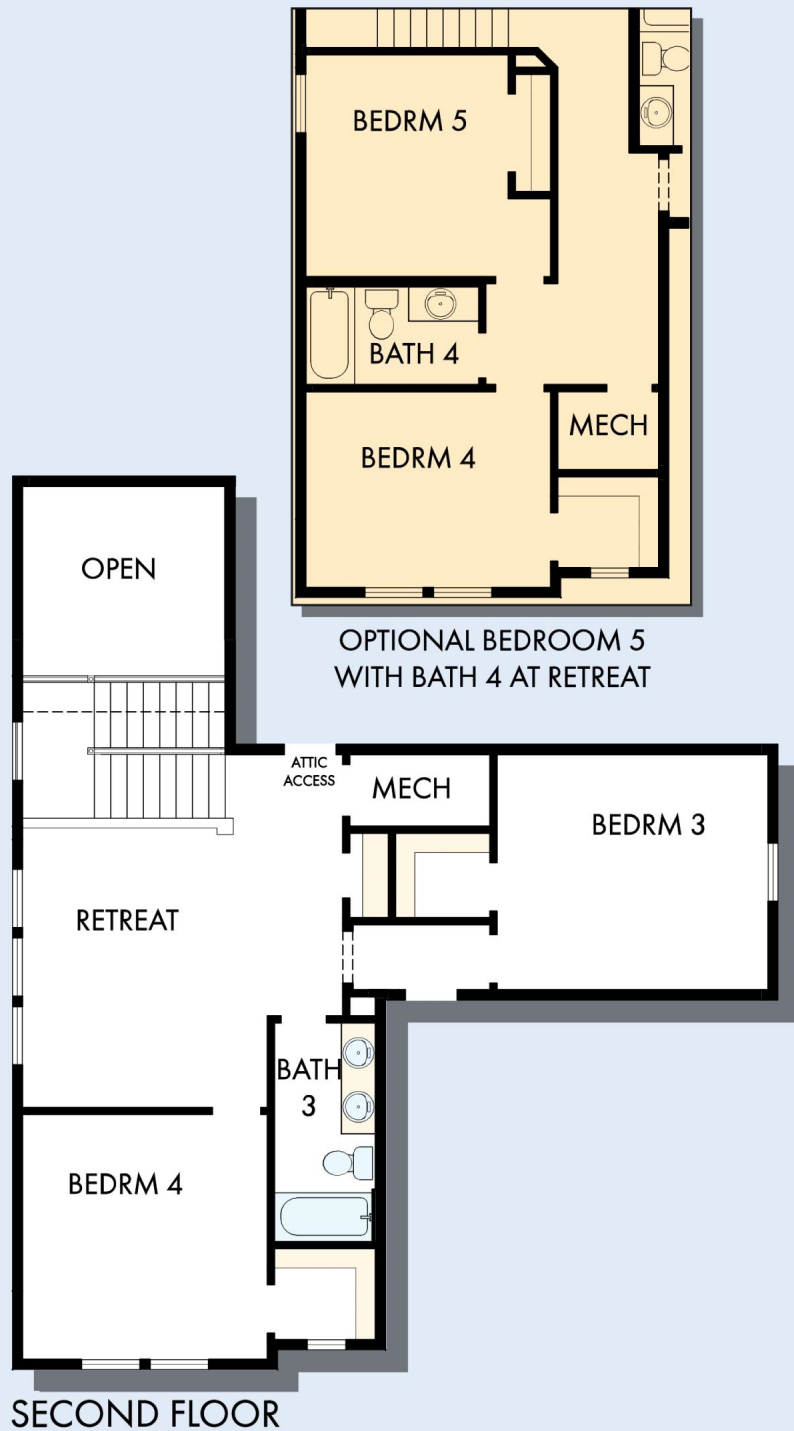 BEDRM 5
BATH 4
MECH
BEDRM 4
OPTIONAL BEDROOM 5
WITH BATH 4 AT RETREAT
OPEN
ATTIC
ACCESS
MECH
BEDRM 3
RETREAT
BATH
3
BEDRM 4
SECOND FLOOR